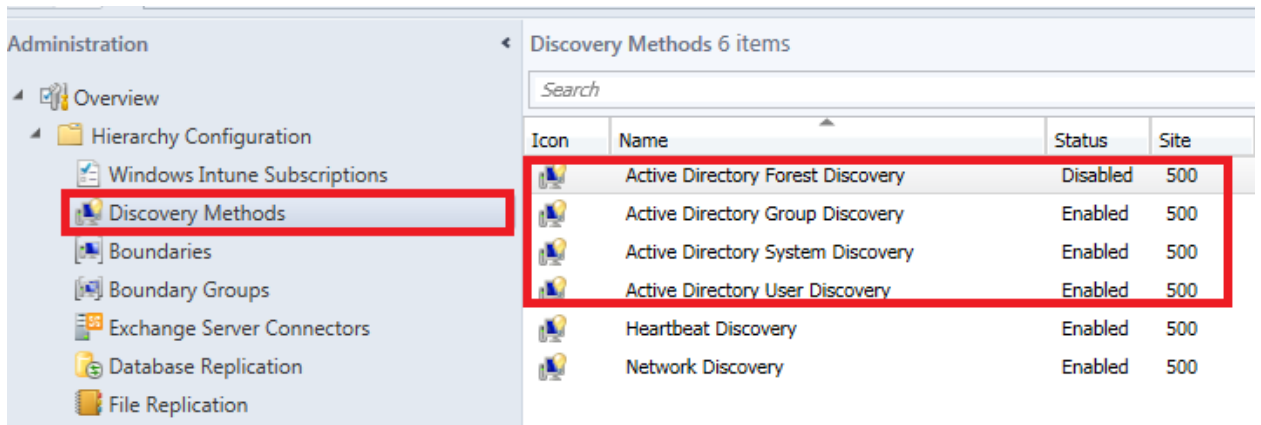 Administration
Overview
Hierarchy Configuration
Windows Intune Subscriptions
Discovery Methods
Boundaries
Boundary Groups
Exchange Server Connectors
Database Replication
File Replication
Discovery Methods 6 items
Search
Icon Name Status Site
Active Directory Forest Discovery Disabled 500
Active Directory Group Discovery Enabled 500
Active Directory System Discovery Enabled 500
Active Directory User Discovery Enabled 500
Heartbeat Discovery Enabled 500
Network Discovery Enabled 500